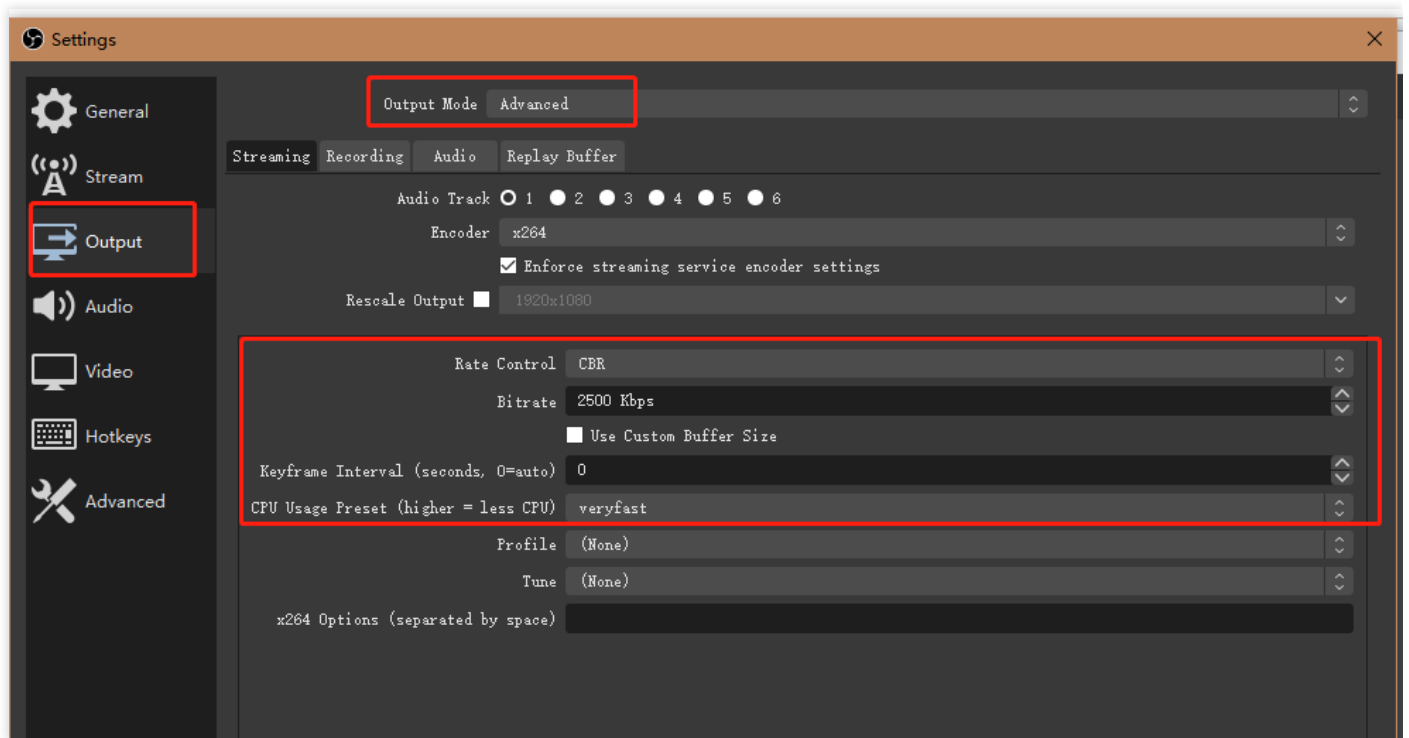 Settings
General
Stream
Output
Audio
Video
Hotkeys
Advanced
Output Mode Advanced
Streaming Recording Audio Replay Buffer
Audio Track 1 2 3 4 5 6
Encoder x264
Enforce streaming service encoder settings
Rescale Output 1920x1080
Rate Control CBR
Bitrate 2500 Kbps
Use Custom Buffer Size
Keyframe Interval (seconds, 0=auto) 0
CPU Usage Preset (higher = less CPU) veryfast
Profile (None)
Tune (None)
x264 Options (separated by space)